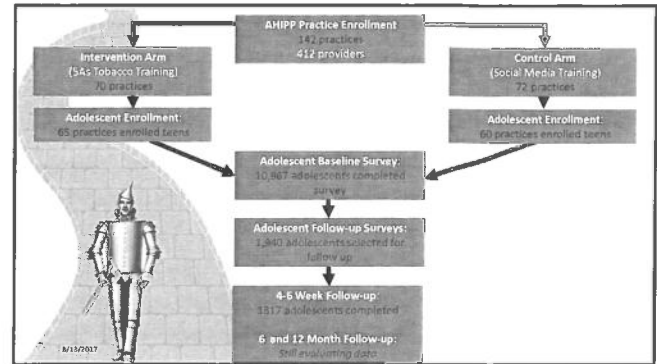 AHIPP Practice Enrollment
142 practices
412 providers
Intervention Arm
(5As Tobacco Training)
70 practices
Control Arm
(Social Media Training)
72 practices
Adolescent Enrollment:
65 practices enrolled teens
Adolescent Enrollment:
60 practices enrolled teens
Adolescent Baseline Survey:
10,967 adolescents completed
survey
Adolescent Follow-up Surveys:
1,940 adolescents selected for
follow up
4-6 Week Follow-up:
1817 adolescents completed
6 and 12 Month Follow-up:
Still evaluating data
8/13/2017